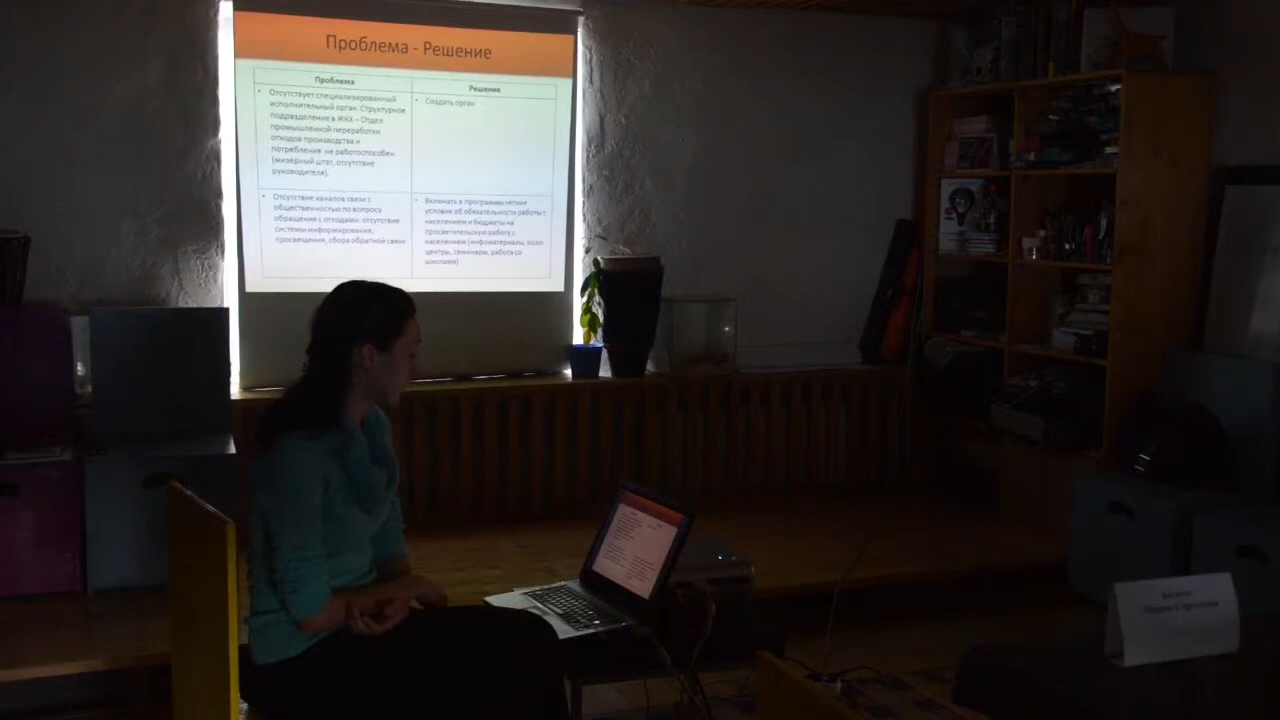 Проблема - Решение
Проблема
Решение
• Отсутствует специализированный
исполнительный орган. Структурное
подразделение в ЖКХ – Отдел
промышленной переработки
отходов производства и
потребления не работоспособен
(мизерный штат, отсутствие
руководителя).
• Создать орган
• Отсутствие каналов связи с
общественностью по вопросу
обращения с отходами: отсутствие
системы информирования,
просвещения, сбора обратной связи
• Включать в программы четкие
условия об обязательности работы с
населением и бюджеты на
просветительскую работу с
населением (инфоматериалы, колл-
центры, семинары, работа со
школами)